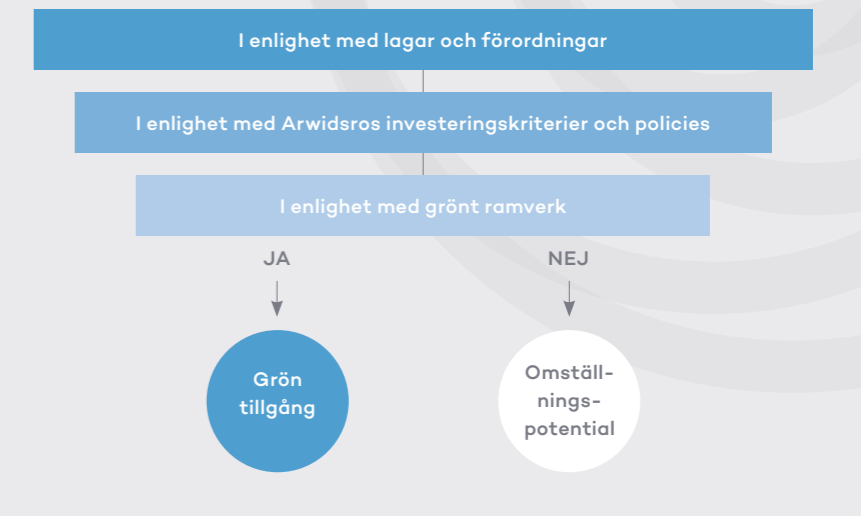 I enlighet med lagar och förordningar
I enlighet med Arwidsros investeringskriterier och policies
I enlighet med grönt ramverk
JA
NEJ
Grön
tillgång
Omställ-
nings-
potential